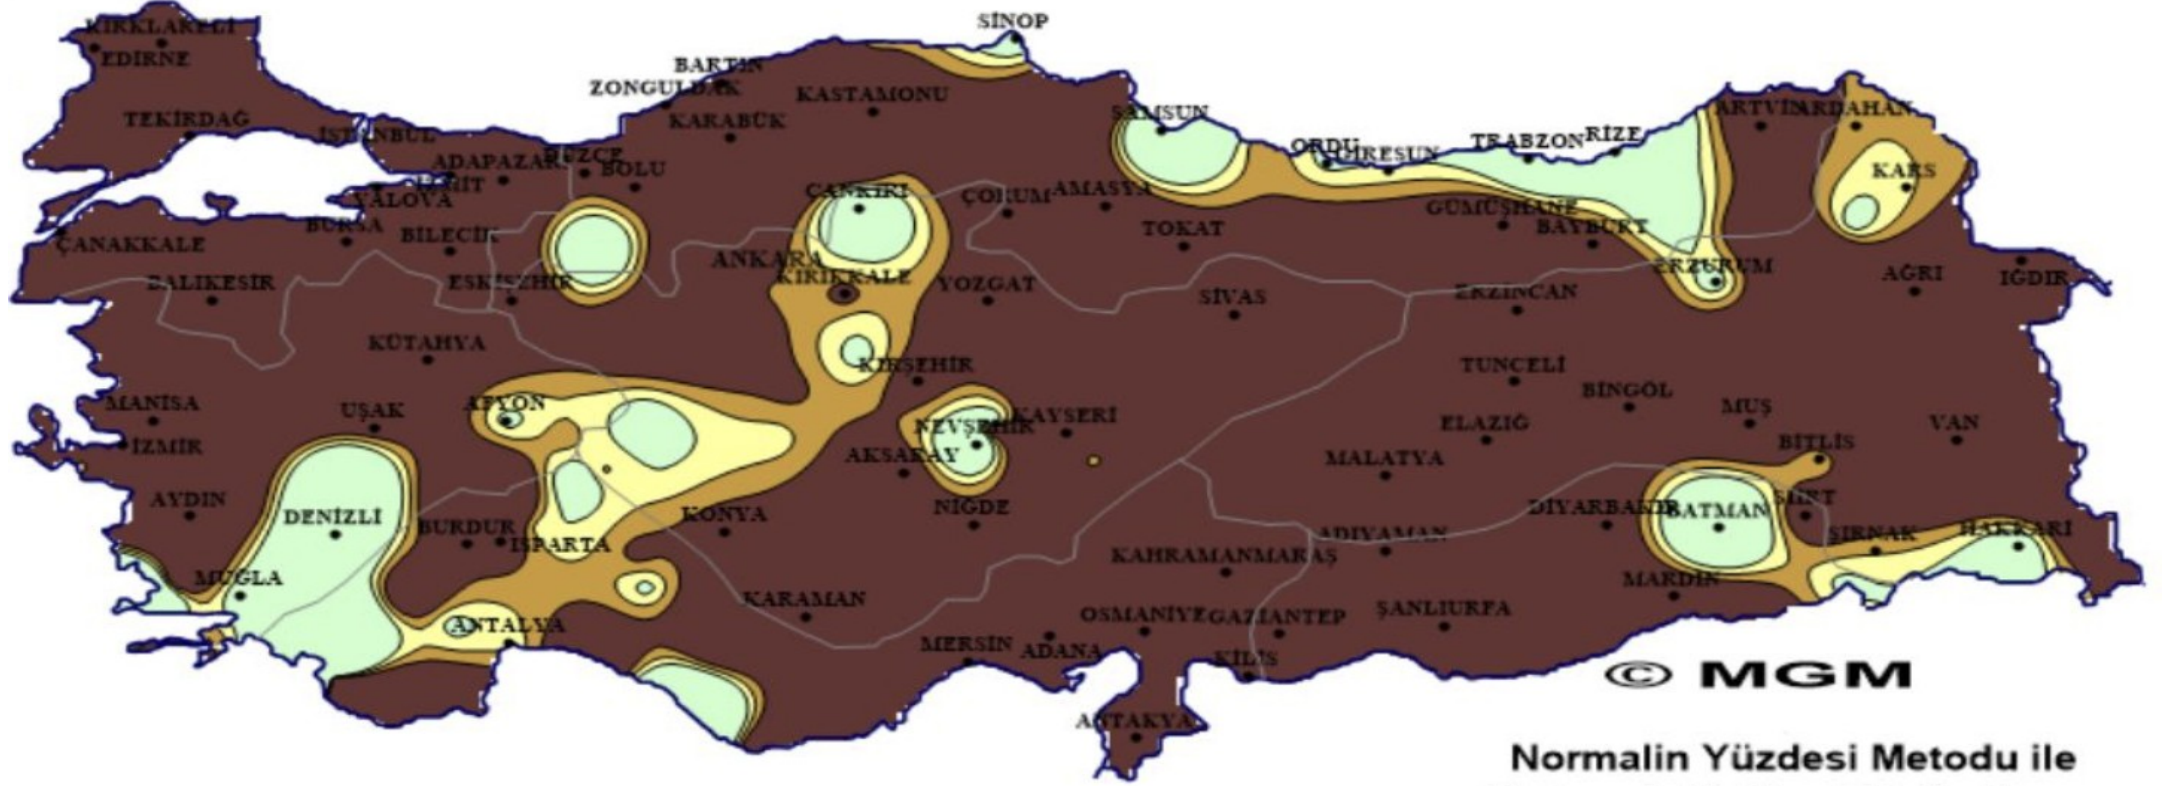 SİNOP
KIRKLARELİ
EDİRNE
BARTIN
ZONGULDAK
KASTAMONU
SAMSUN
ARTVİN
ARDAHAN
TEKİRDAĞ
İSTANBUL
KARABÜK
ORDU
GİRESUN
TRABZON
RİZE
ADAPAZARI
DÜZCE
BOLU
İZMİT
YALOVA
ÇANKIRI
ÇORUM
AMASYA
KARS
BURSA
BİLECİK
TOKAT
GÜMÜŞHANE
BAYBURT
ÇANAKKALE
ANKARA
KIRIKKALE
BALIKESİR
ESKİŞEHİR
YOZGAT
SİVAS
ERZİNCAN
ERZURUM
AĞRI
IĞDIR
KÜTAHYA
KIRŞEHİR
TUNCELİ
BİNGÖL
MANİSA
UŞAK
AFYON
NEVŞEHİR
KAYSERİ
ELAZIĞ
MUŞ
VAN
İZMİR
AKSARAY
MALATYA
BİTLİS
AYDIN
DENİZLİ
BURDUR
ISPARTA
KONYA
NİĞDE
DİYARBAKIR
BATMAN
SİİRT
ADIYAMAN
ŞIRNAK
HAKKARİ
KAHRAMANMARAŞ
MUĞLA
MARDİN
KARAMAN
ANTALYA
OSMANİYE
GAZİANTEP
ŞANLIURFA
MERSİN
ADANA
KİLİS
ANTAKYA
© MGM
Normalin Yüzdesi Metodu ile